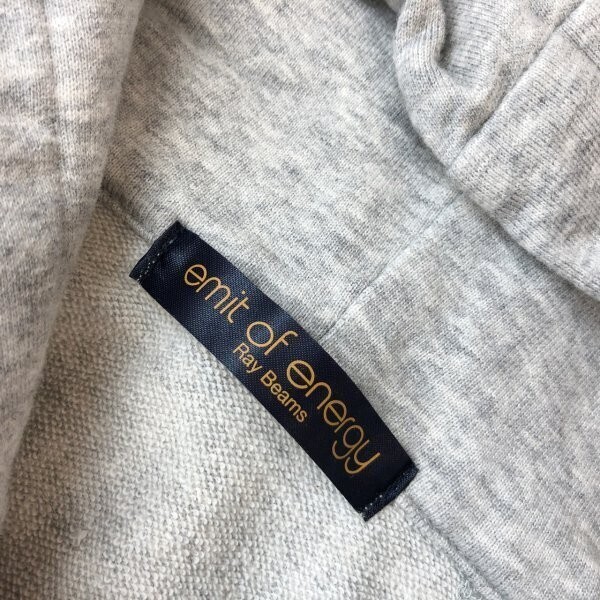 emit of energy
Ray Beams